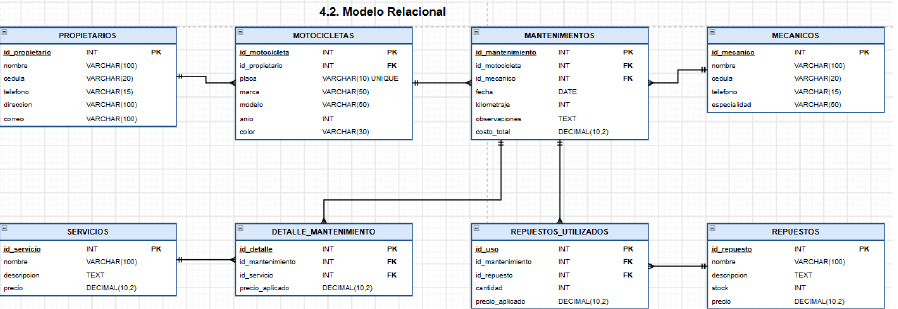 4.2. Modelo Relacional
PROPIETARIOS
id_propietario INT PK
nombre VARCHAR(100)
cedula VARCHAR(20)
telefono VARCHAR(15)
direccion VARCHAR(100)
correo VARCHAR(100)
MOTOCICLETAS
id_motocicleta INT PK
id_propietario INT FK
placa VARCHAR(10) UNIQUE
marca VARCHAR(50)
modelo VARCHAR(50)
anio INT
color VARCHAR(30)
MANTENIMIENTOS
id_mantenimiento INT PK
id_motocicleta INT FK
id_mecanico INT FK
fecha DATE
kilometraje INT
observaciones TEXT
costo_total DECIMAL(10,2)
MECANICOS
id_mecanico INT PK
nombre VARCHAR(100)
cedula VARCHAR(20)
telefono VARCHAR(15)
especialidad VARCHAR(50)
SERVICIOS
id_servicio INT PK
nombre VARCHAR(100)
descripcion TEXT
precio DECIMAL(10,2)
DETALLE_MANTENIMIENTO
id_detalle INT PK
id_mantenimiento INT FK
id_servicio INT FK
precio_aplicado DECIMAL(10,2)
REPUESTOS_UTILIZADOS
id_uso INT PK
id_mantenimiento INT FK
id_repuesto INT FK
cantidad INT
precio_aplicado DECIMAL(10,2)
REPUESTOS
id_repuesto INT PK
nombre VARCHAR(100)
descripcion TEXT
stock INT
precio DECIMAL(10,2)